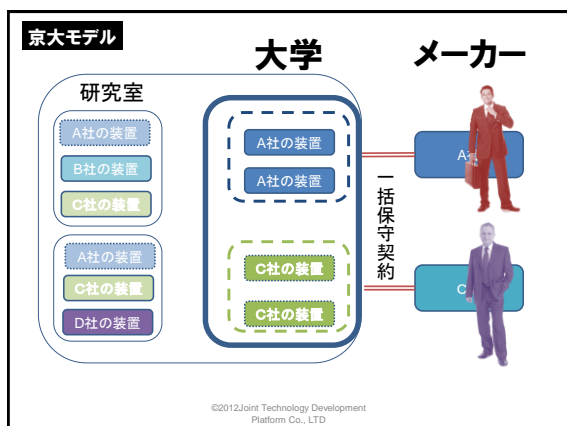 京大モデル
大学
メーカー
研究室
A社の装置
B社の装置
C社の装置
A社の装置
C社の装置
D社の装置
A社の装置
A社の装置
C社の装置
C社の装置
一括保守契約
A
C
©2012Joint Technology Development
Platform Co., LTD